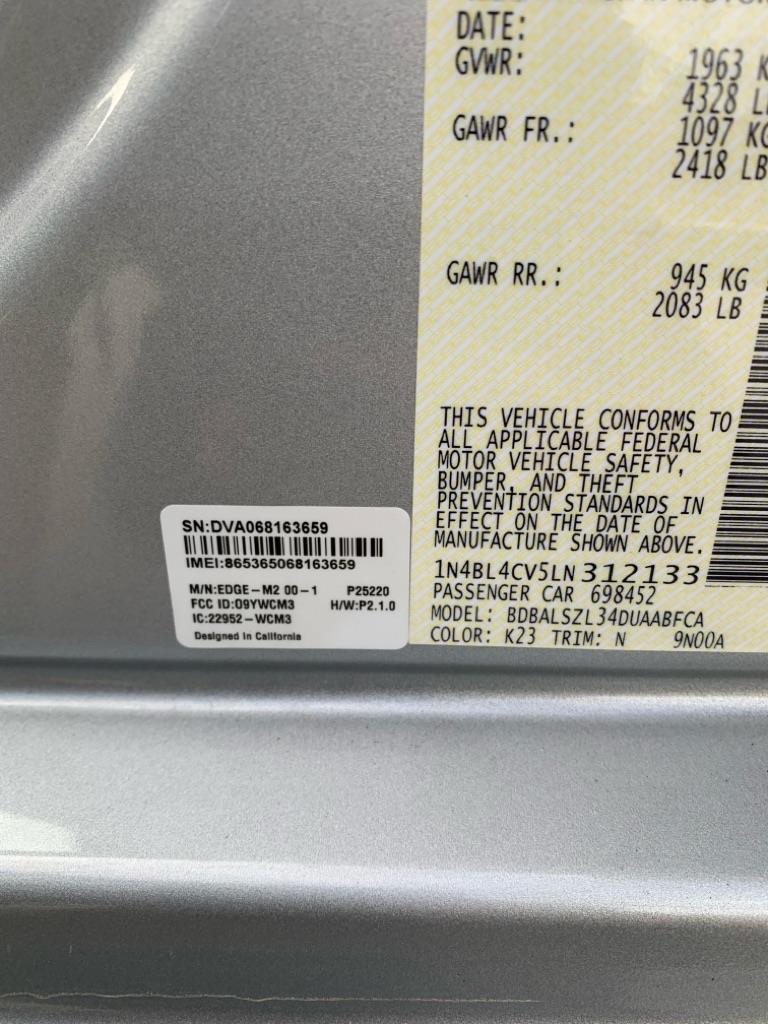 DATE:
GVWR: 1963 K
4328 L
GAWR FR.: 1097 KG
2418 LB
GAWR RR.: 945 KG
2083 LB
THIS VEHICLE CONFORMS TO
ALL APPLICABLE FEDERAL
MOTOR VEHICLE SAFETY,
BUMPER, AND THEFT
PREVENTION STANDARDS IN
EFFECT ON THE DATE OF
MANUFACTURE SHOWN ABOVE.
1N4BL4CV5LN312133
PASSENGER CAR 698452
MODEL: BDBALSZL34DUAABFCA
COLOR: K23 TRIM: N 9N00A
SN:DVA068163659
IMEI:865365068163659
M/N:EDGE-M2 00-1 P25220
FCC ID:O9YWCM3 H/W:P2.1.0
IC:22952-WCM3
Designed in California